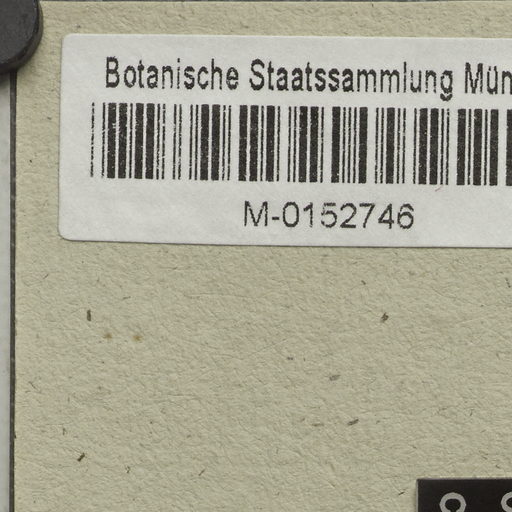 Botanische Staatssammlung Mün
M-0152746